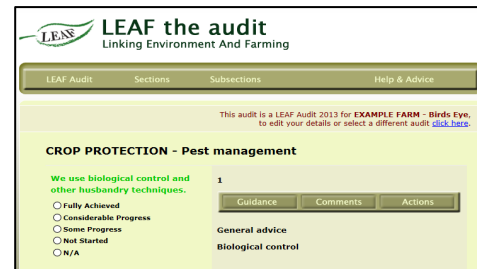 LEAF
LEAF the audit
Linking Environment And Farming
LEAF Audit Sections Subsections Help & Advice
This audit is a LEAF Audit 2013 for EXAMPLE FARM - Birds Eye,
to edit your details or select a different audit click here.
CROP PROTECTION - Pest management
We use biological control and
other husbandry techniques.
Fully Achieved
Considerable
Progress
Some Progress
Not Started
N/A
1
Guidance Comments Actions
General advice
Biological control